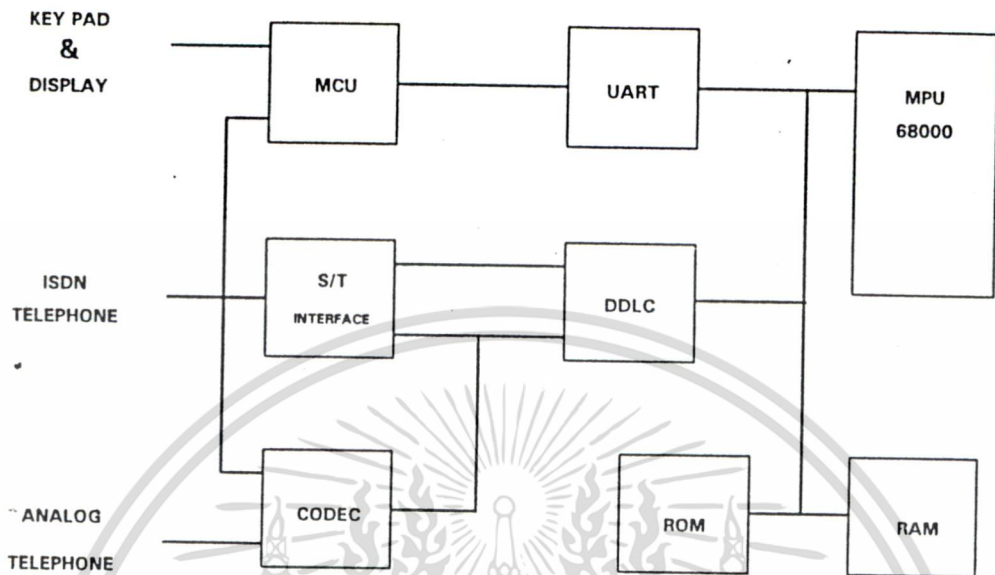 KEY PAD
&
DISPLAY
MCU
UART
MPU
68000
ISDN
TELEPHONE
S/T
INTERFACE
DDLC
ANALOG
TELEPHONE
CODEC
ROM
RAM